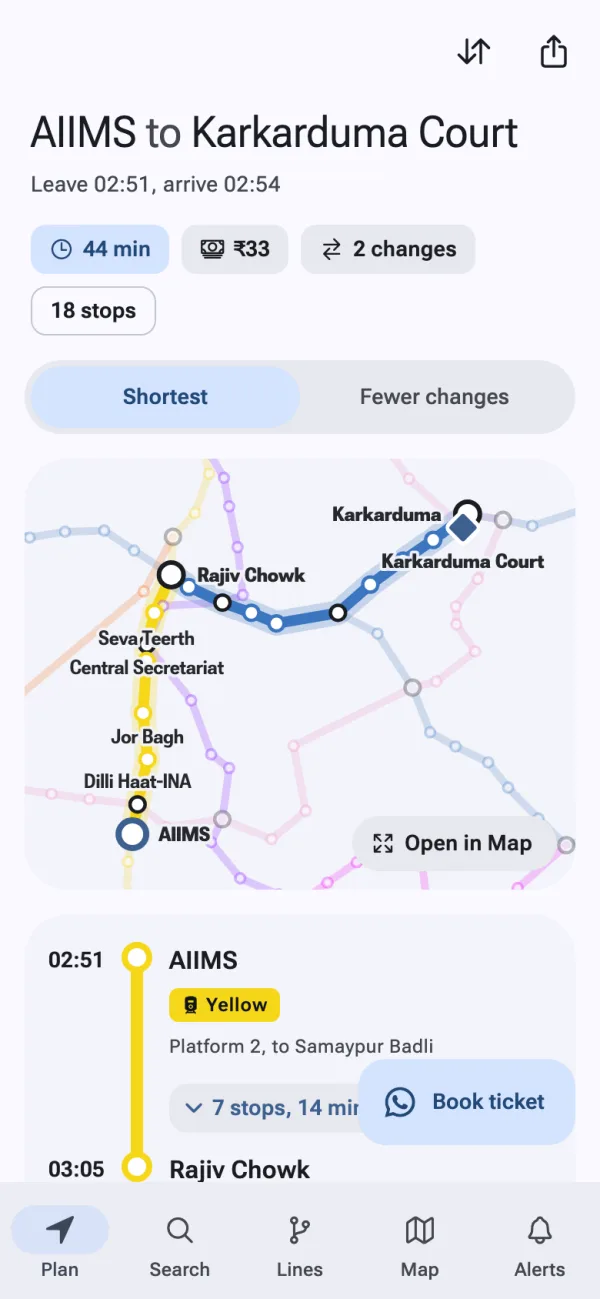 AIIMS to Karkarduma Court
Leave 02:51, arrive 02:54
44 min
₹33
2 changes
18 stops
Shortest
Fewer changes
Karkarduma
Karkarduma Court
Rajiv Chowk
Seva Teerth
Central Secretariat
Jor Bagh
Dilli Haat-INA
AIIMS
Open in Map
02:51 AIIMS
Yellow
Platform 2, to Samaypur Badli
7 stops, 14 min
Book ticket
03:05 Rajiv Chowk
Plan
Search
Lines
Map
Alerts